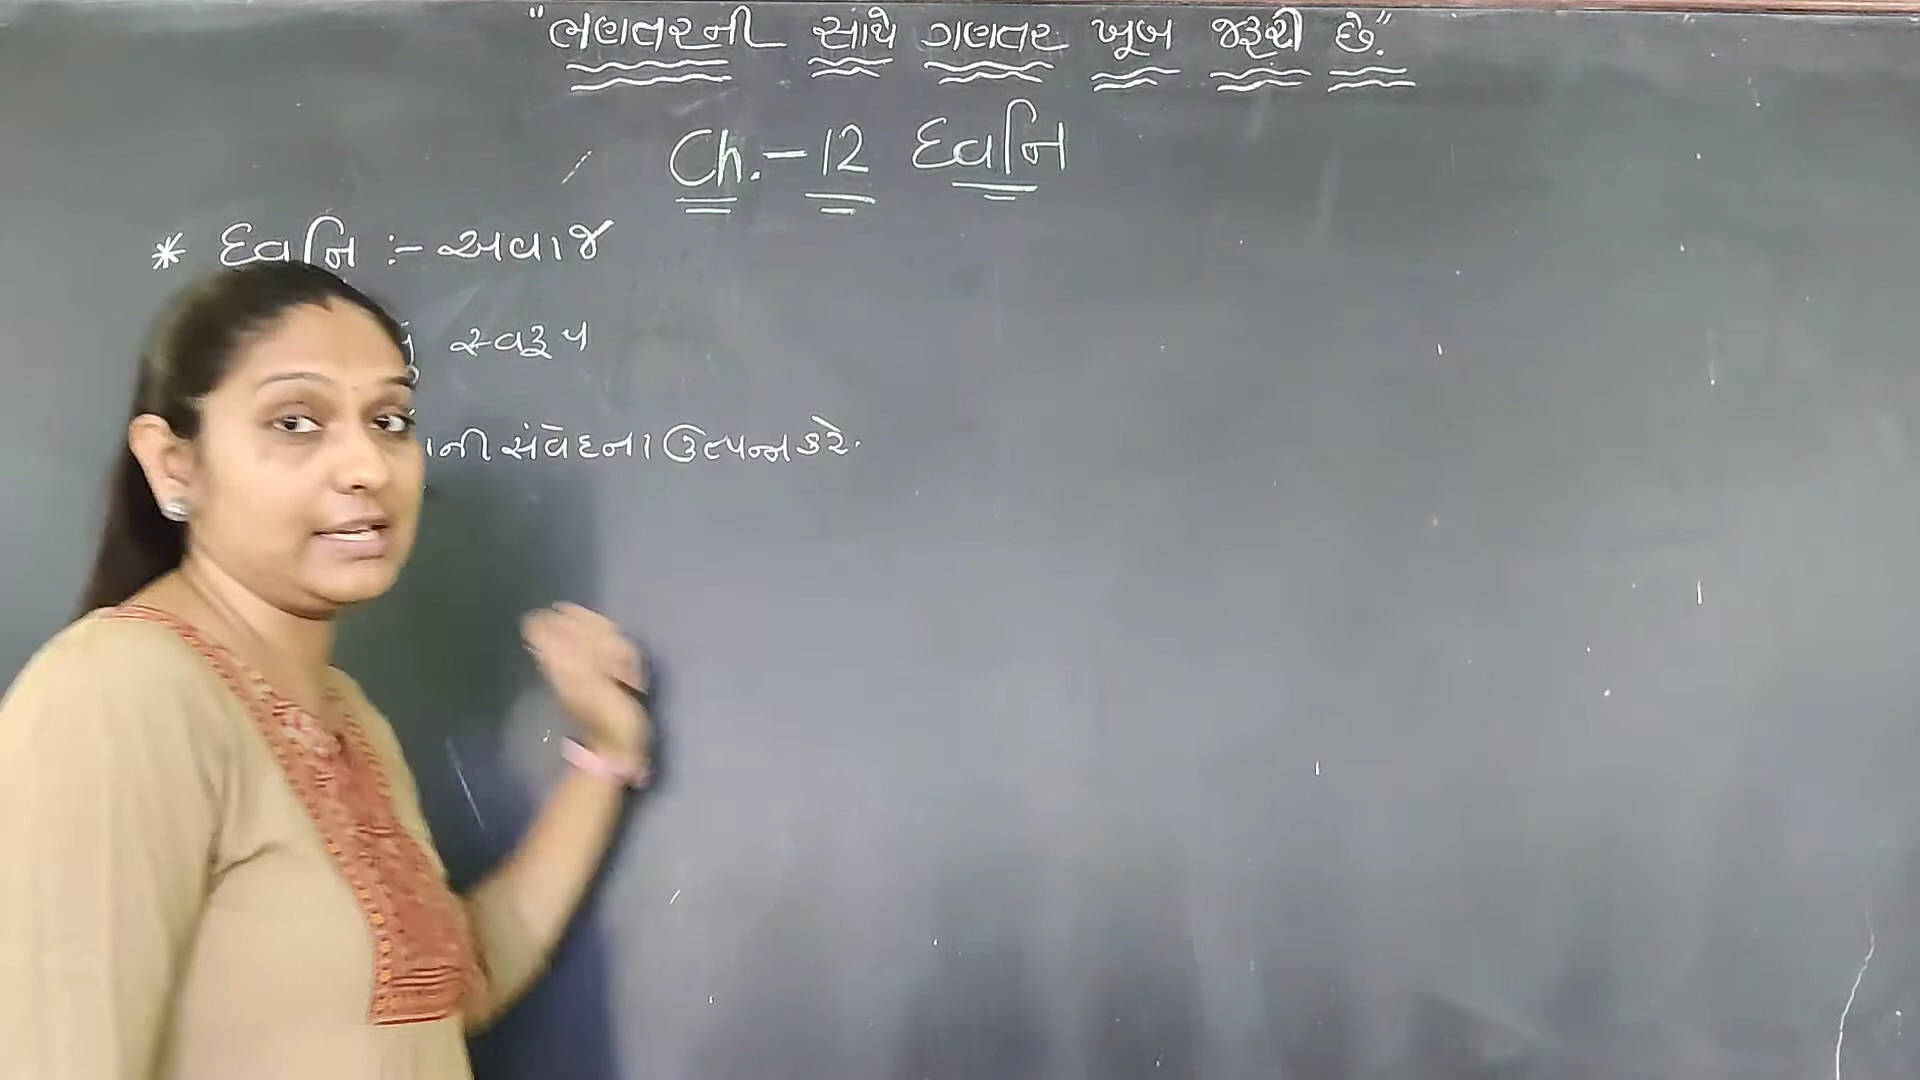 "ભણતરની સાથે ગણતર ખૂબ જરૂરી છે."
Ch.-12 ધ્વનિ
* ધ્વનિ :- અવાજ
સ્વરૂપ
સંવેદના ઉત્પન્ન કરે.